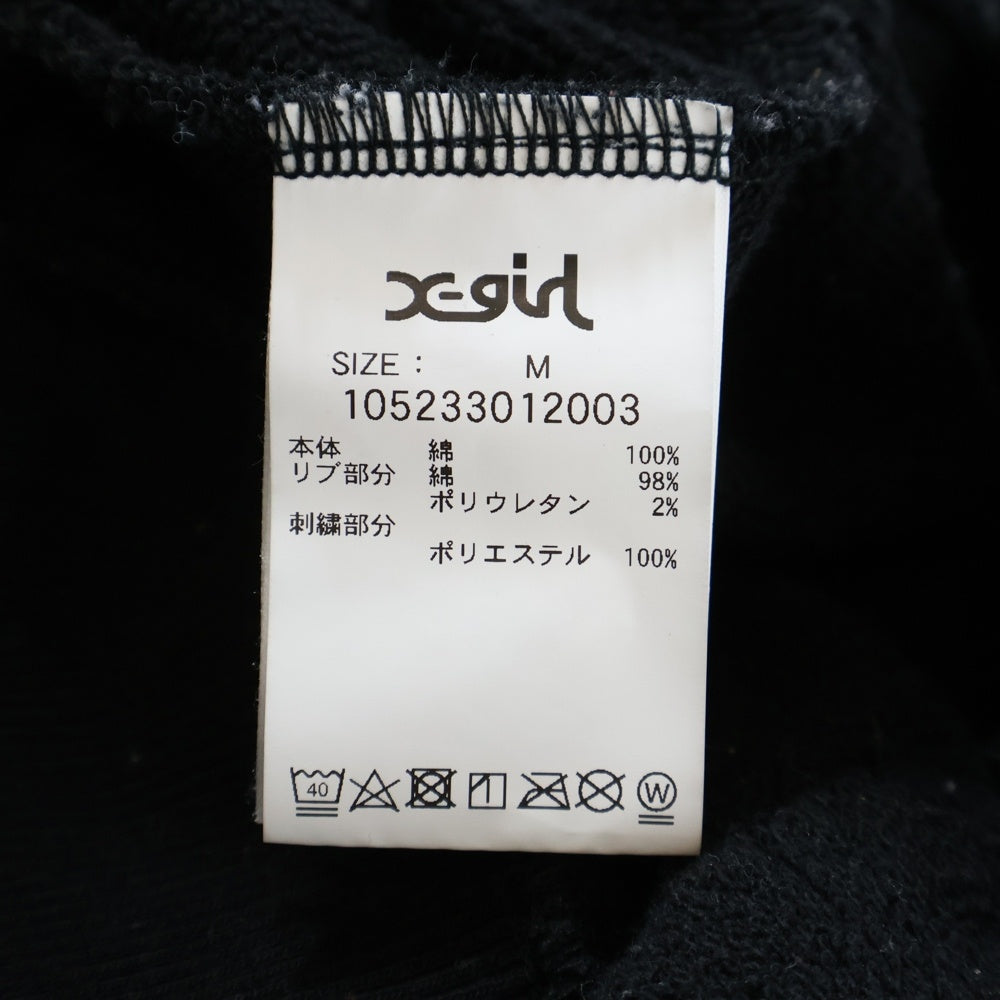 X-girl
SIZE : M
105233012003
本体 綿 100%
リブ部分 綿 98%
ポリウレタン 2%
刺繍部分
ポリエステル 100%
40 W